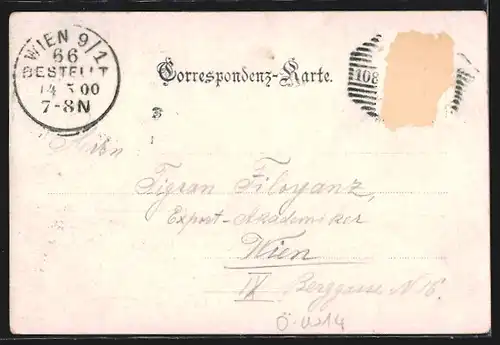 WIEN 9/1
66
BESTELLT
14 5 00
7-8N
Correspondenz-Karte.
108
Tigran Filoyanz,
Export-Akademiker
Wien
IX Berggasse N 16.